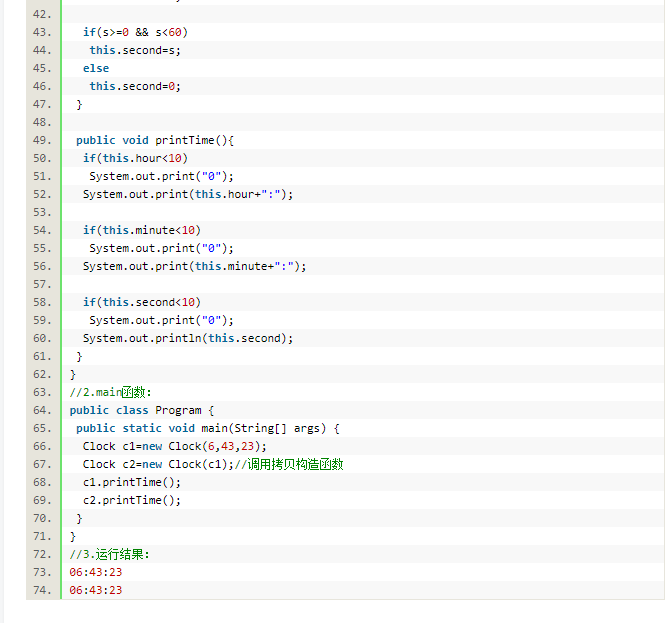 42.
43. if(s>=0 && s<60)
44. this.second=s;
45. else
46. this.second=0;
47. }
48.
49. public void printTime(){
50. if(this.hour<10)
51. System.out.print("0");
52. System.out.print(this.hour+":");
53.
54. if(this.minute<10)
55. System.out.print("0");
56. System.out.print(this.minute+":");
57.
58. if(this.second<10)
59. System.out.print("0");
60. System.out.println(this.second);
61. }
62. }
63. //2.main函数:
64. public class Program {
65. public static void main(String[] args) {
66. Clock c1=new Clock(6,43,23);
67. Clock c2=new Clock(c1);//调用拷贝构造函数
68. c1.printTime();
69. c2.printTime();
70. }
71. }
72. //3.运行结果:
73. 06:43:23
74. 06:43:23